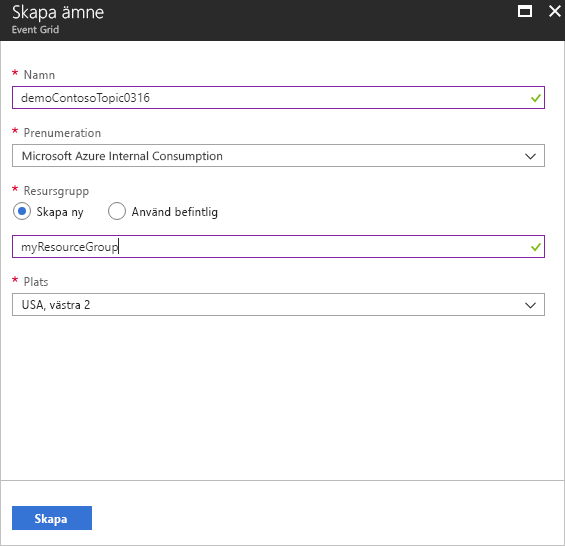 Skapa ämne
Event Grid
* Namn
demoContosoTopic0316
* Prenumeration
Microsoft Azure Internal Consumption
* Resursgrupp
Skapa ny Använd befintlig
myResourceGroup
* Plats
USA, västra 2
Skapa